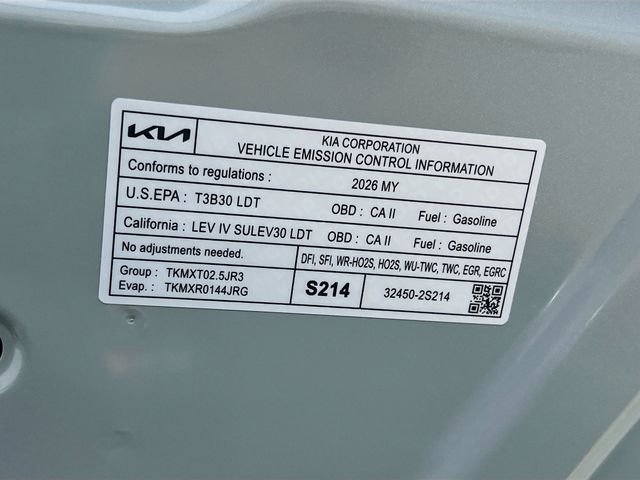 KIA
KIA CORPORATION
VEHICLE EMISSION CONTROL INFORMATION
Conforms to regulations : 2026 MY
U.S.EPA : T3B30 LDT OBD : CA II Fuel : Gasoline
California : LEV IV SULEV30 LDT OBD : CA II Fuel : Gasoline
No adjustments needed. DFI, SFI, WR-HO2S, HO2S, WU-TWC, TWC, EGR, EGRC
Group : TKMXT02.5JR3
Evap. : TKMXR0144JRG
S214
32450-2S214